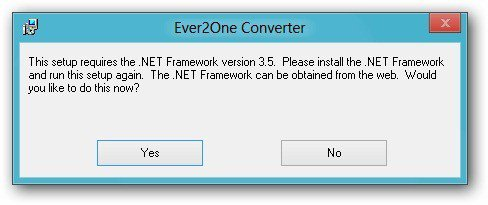 Ever2One Converter
This setup requires the .NET Framework version 3.5.  Please install the .NET Framework
and run this setup again.  The .NET Framework can be obtained from the web.  Would
you like to do this now?
Yes
No